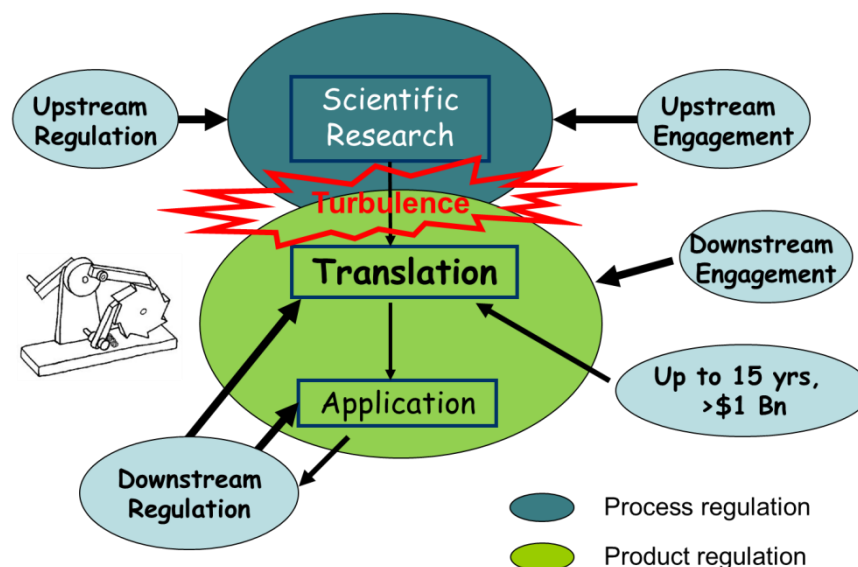 Scientific
Research
Upstream
Regulation
Upstream
Engagement
Turbulence
Translation
Downstream
Engagement
Application
Up to 15 yrs,
>$1 Bn
Downstream
Regulation
Process regulation
Product regulation